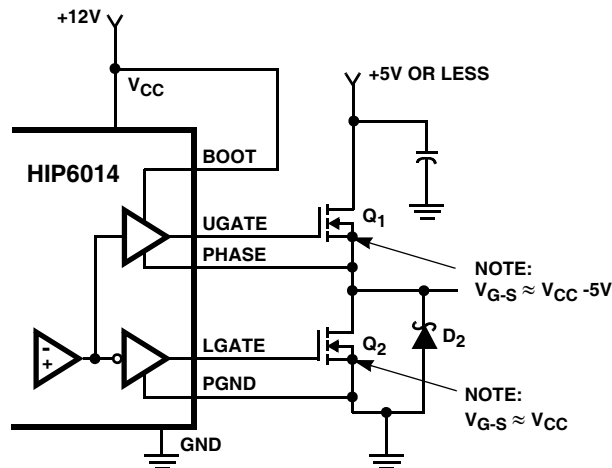 +12V
VCC
+5V OR LESS
BOOT
HIP6014
UGATE
Q1
PHASE
NOTE:
VG-S ≈ VCC -5V
-
+
LGATE
Q2
D2
PGND
NOTE:
VG-S ≈ VCC
GND